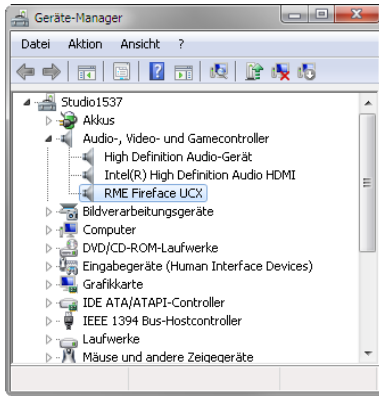 Geräte-Manager
Datei Aktion Ansicht ?
Studio1537
Akkus
Audio-, Video- und Gamecontroller
High Definition Audio-Gerät
Intel(R) High Definition Audio HDMI
RME Fireface UCX
Bildverarbeitungsgeräte
Computer
DVD/CD-ROM-Laufwerke
Eingabegeräte (Human Interface Devices)
Grafikkarte
IDE ATA/ATAPI-Controller
IEEE 1394 Bus-Hostcontroller
Laufwerke
Mäuse und andere Zeigegeräte